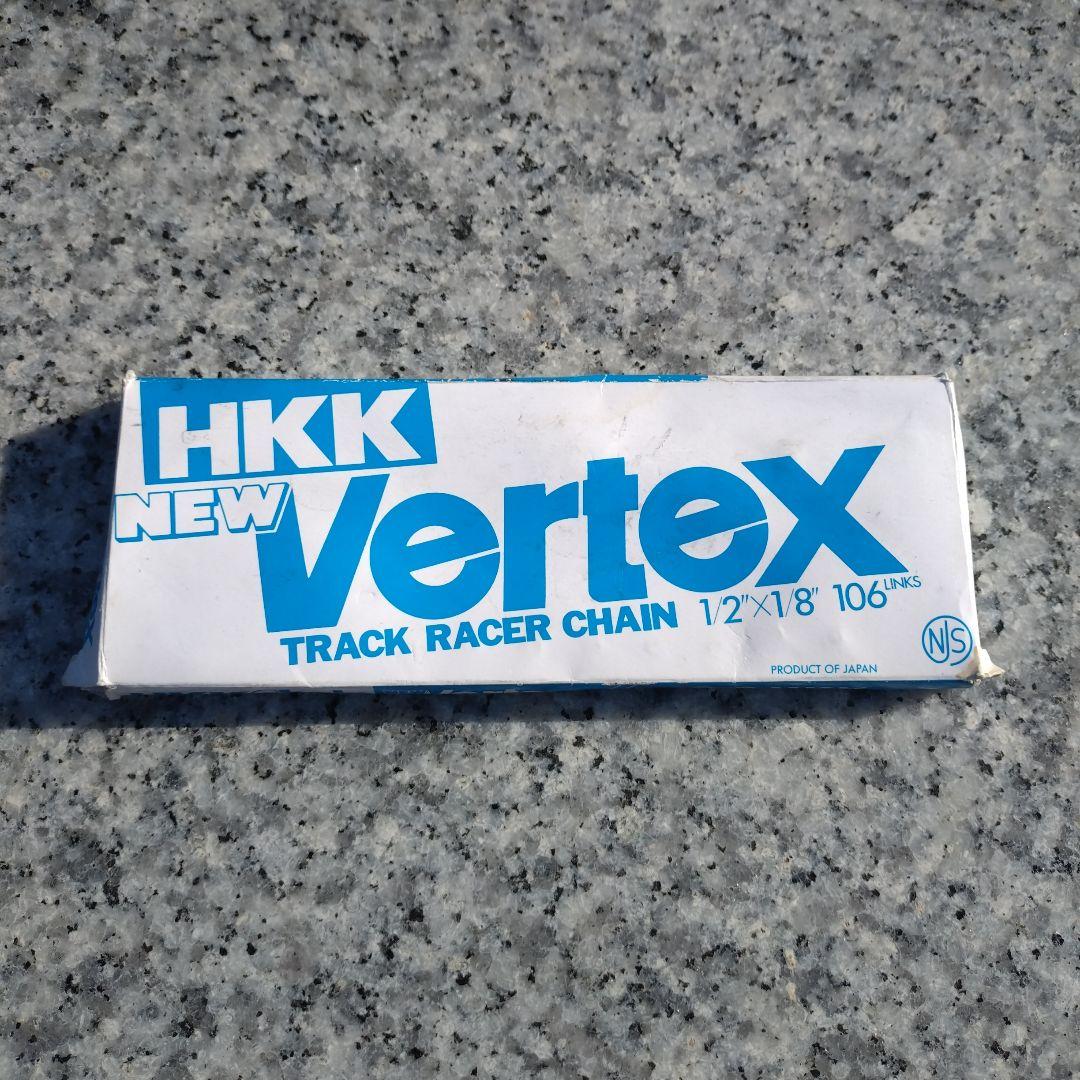 HKK
NEW Vertex
TRACK RACER CHAIN 1/2"×1/8" 106 LINKS
NJS
PRODUCT OF JAPAN